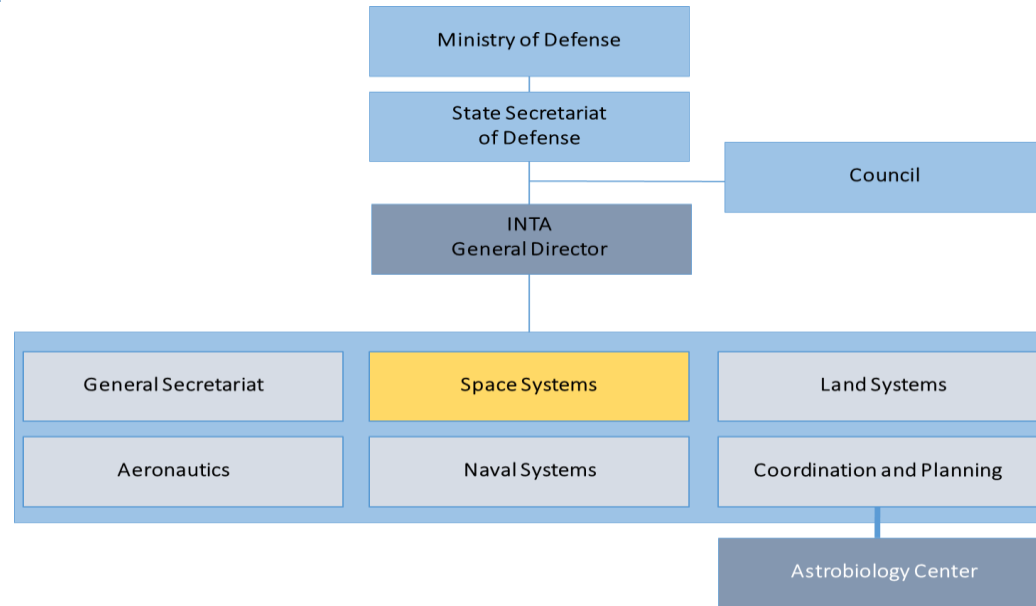 Ministry of Defense
State Secretariat
of Defense
Council
INTA
General Director
General Secretariat
Space Systems
Land Systems
Aeronautics
Naval Systems
Coordination and Planning
Astrobiology Center